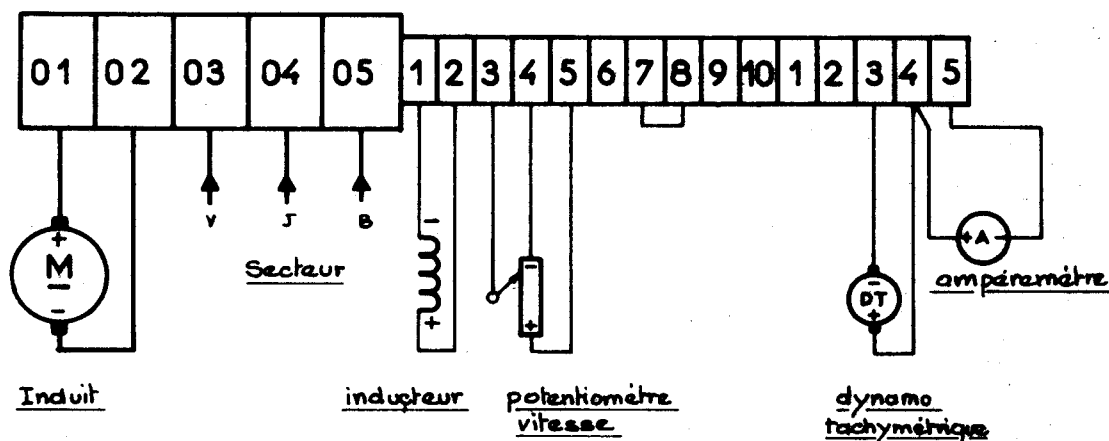 01 02 03 04 05 1 2 3 4 5 6 7 8 9 10 1 2 3 4 5
V J B
+ M -
Secteur
- +
- +
- DT +
+ A -
ampéremétre
Induit
inducteur
potentiomètre
vitesse
dynamo
tachymétrique